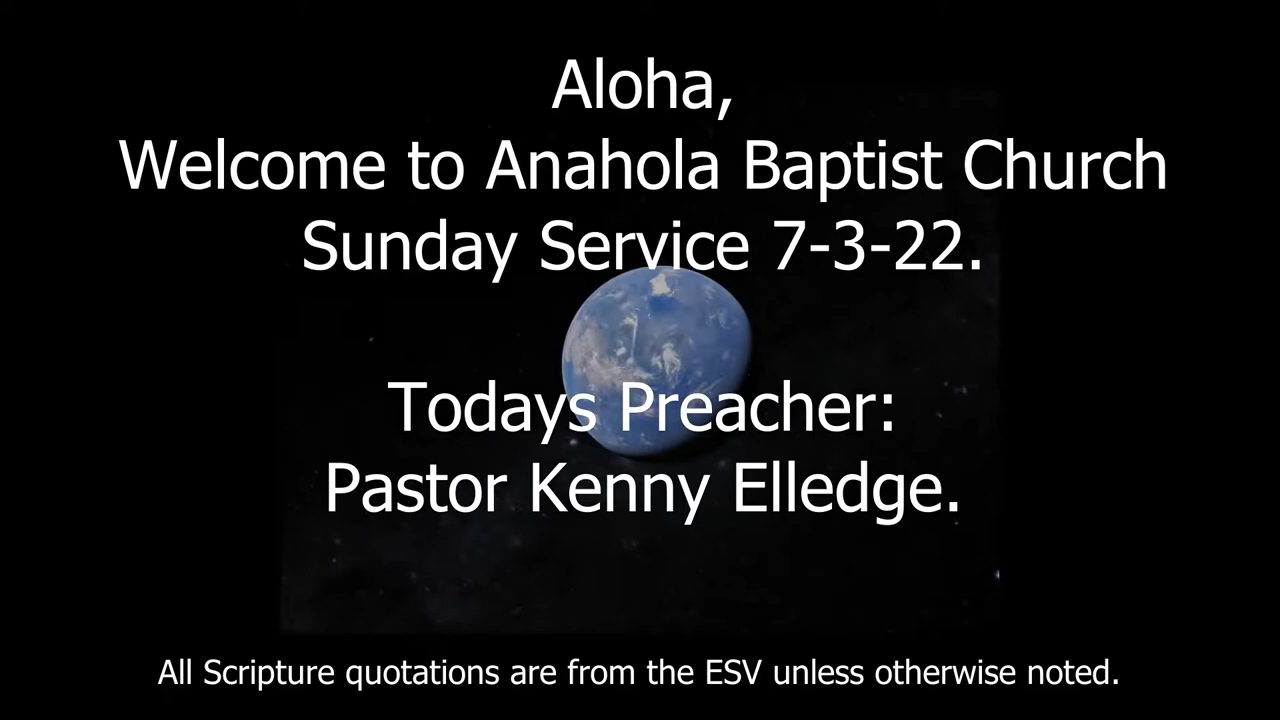 Aloha,
Welcome to Anahola Baptist Church
Sunday Service 7-3-22.
Todays Preacher:
Pastor Kenny Elledge.
All Scripture quotations are from the ESV unless otherwise noted.